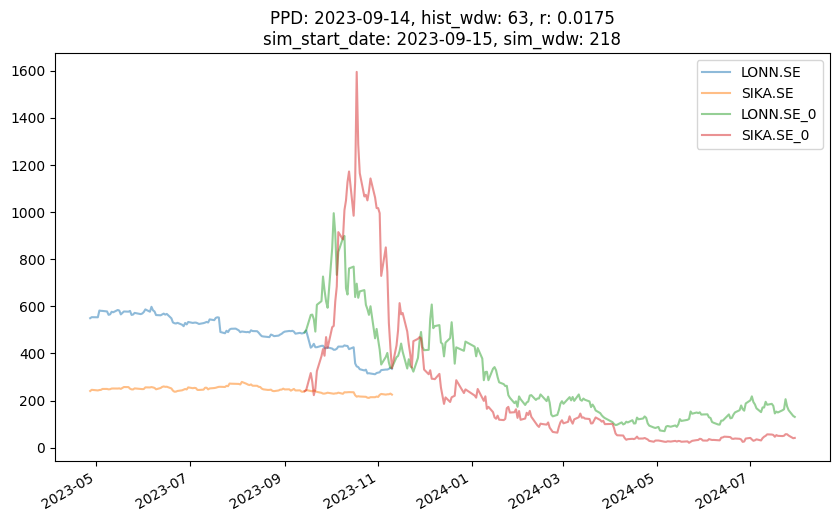 PPD: 2023-09-14, hist_wdw: 63, r: 0.0175
sim_start_date: 2023-09-15, sim_wdw: 218
1600
1400
1200
1000
800
600
400
200
0
LONN.SE
SIKA.SE
LONN.SE_0
SIKA.SE_0
2023-05
2023-07
2023-09
2023-11
2024-01
2024-03
2024-05
2024-07